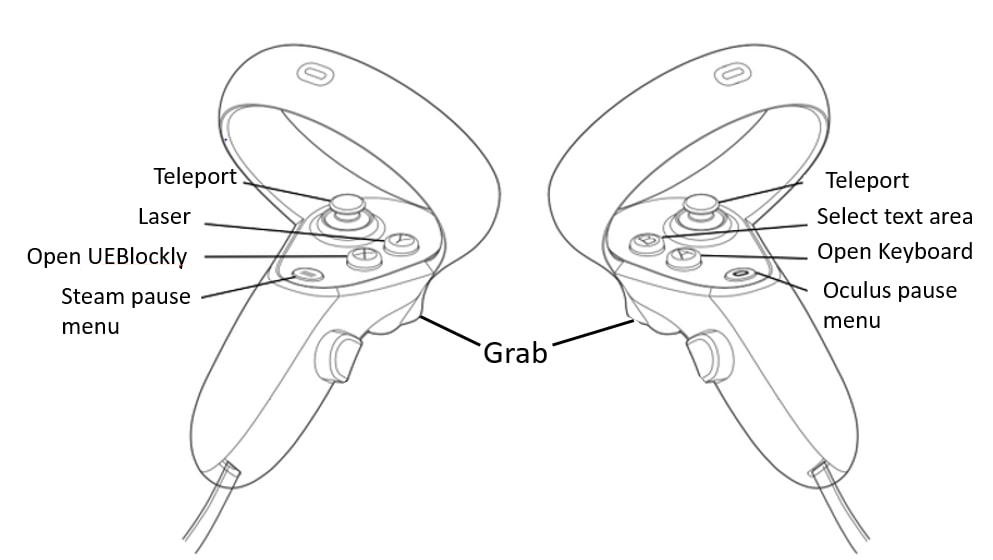 Teleport
Laser
Open UEBlockly
Steam pause
menu
Teleport
Select text area
Open Keyboard
Oculus pause
menu
Grab
Y
X
B
A